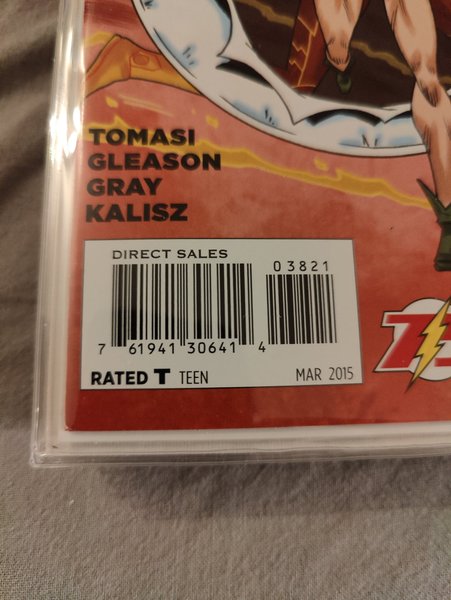 TOMASI
GLEASON
GRAY
KALISZ
DIRECT SALES
03821
7 61941 30641 4
RATED T TEEN
MAR 2015